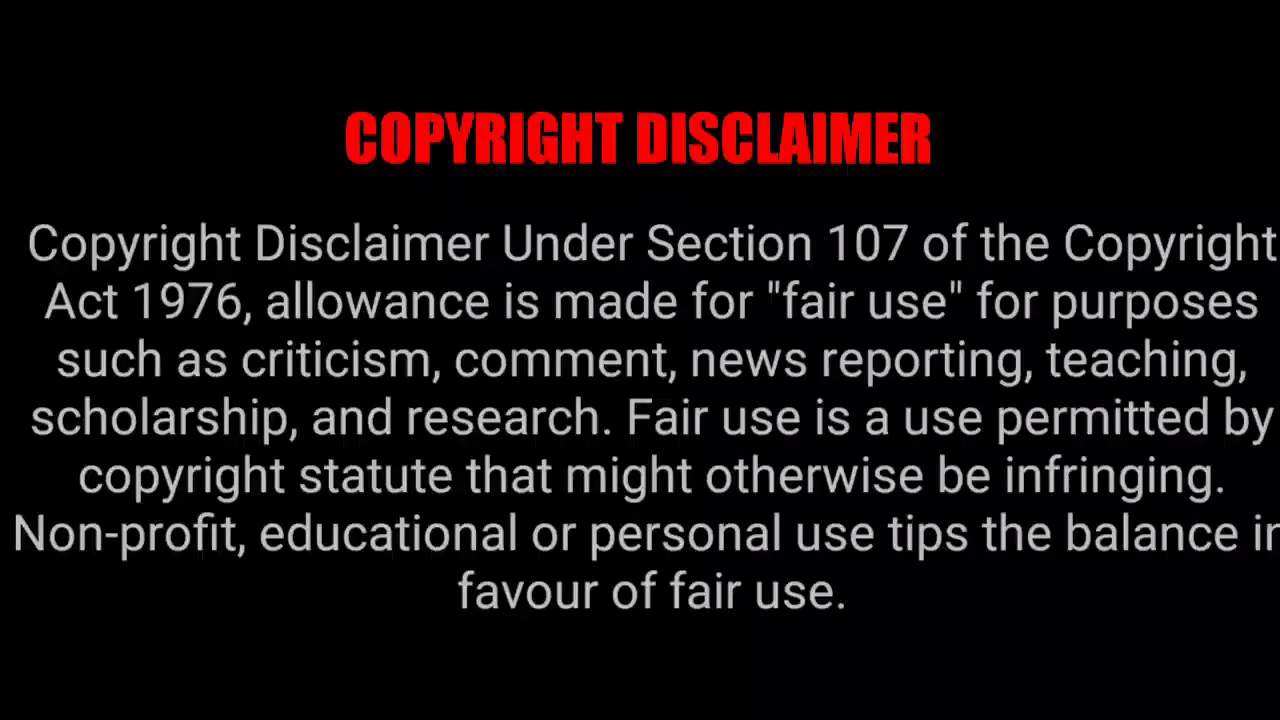 COPYRIGHT DISCLAIMER
Copyright Disclaimer Under Section 107 of the Copyright
Act 1976, allowance is made for "fair use" for purposes
such as criticism, comment, news reporting, teaching,
scholarship, and research. Fair use is a use permitted by
copyright statute that might otherwise be infringing.
Non-profit, educational or personal use tips the balance in
favour of fair use.